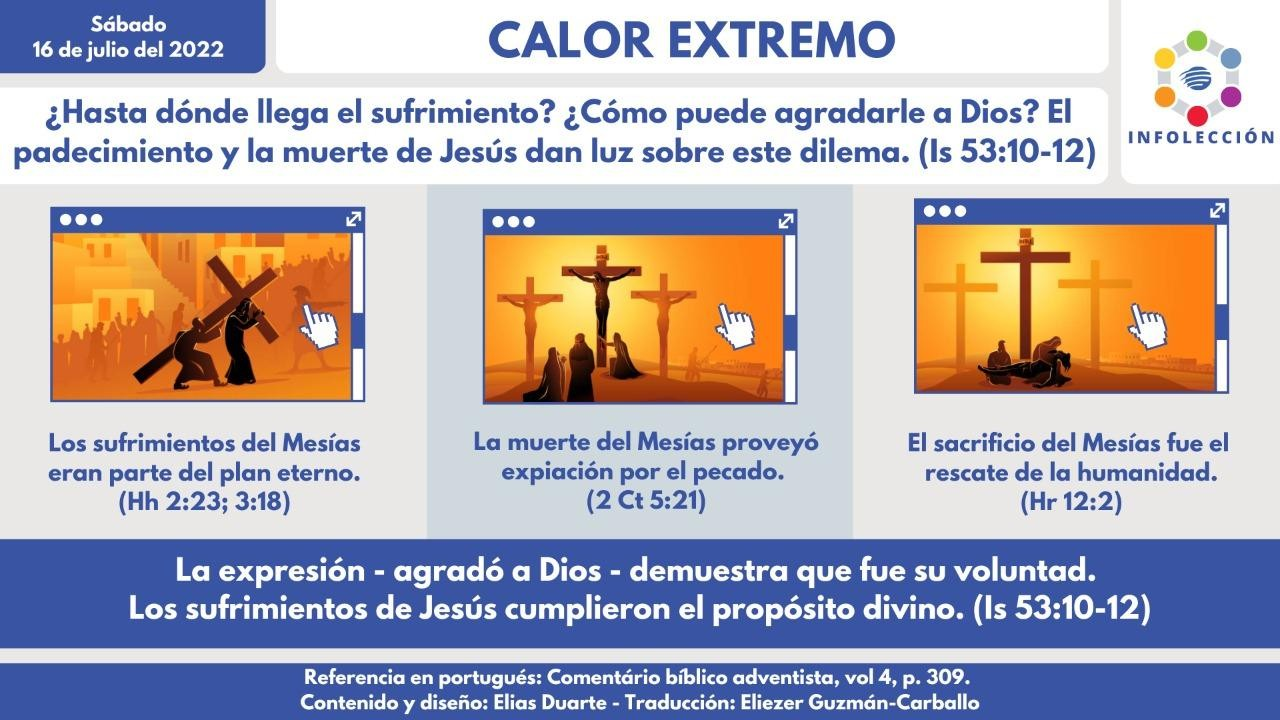 Sábado
16 de julio del 2022
CALOR EXTREMO
INFOLECCIÓN
¿Hasta dónde llega el sufrimiento? ¿Cómo puede agradarle a Dios? El
padecimiento y la muerte de Jesús dan luz sobre este dilema. (Is 53:10-12)
Los sufrimientos del Mesías
eran parte del plan eterno.
(Hh 2:23; 3:18)
La muerte del Mesías proveyó
expiación por el pecado.
(2 Ct 5:21)
El sacrificio del Mesías fue el
rescate de la humanidad.
(Hr 12:2)
La expresión - agradó a Dios - demuestra que fue su voluntad.
Los sufrimientos de Jesús cumplieron el propósito divino. (Is 53:10-12)
Referencia en portugués: Comentário bíblico adventista, vol 4, p. 309.
Contenido y diseño: Elias Duarte - Traducción: Eliezer Guzmán-Carballo